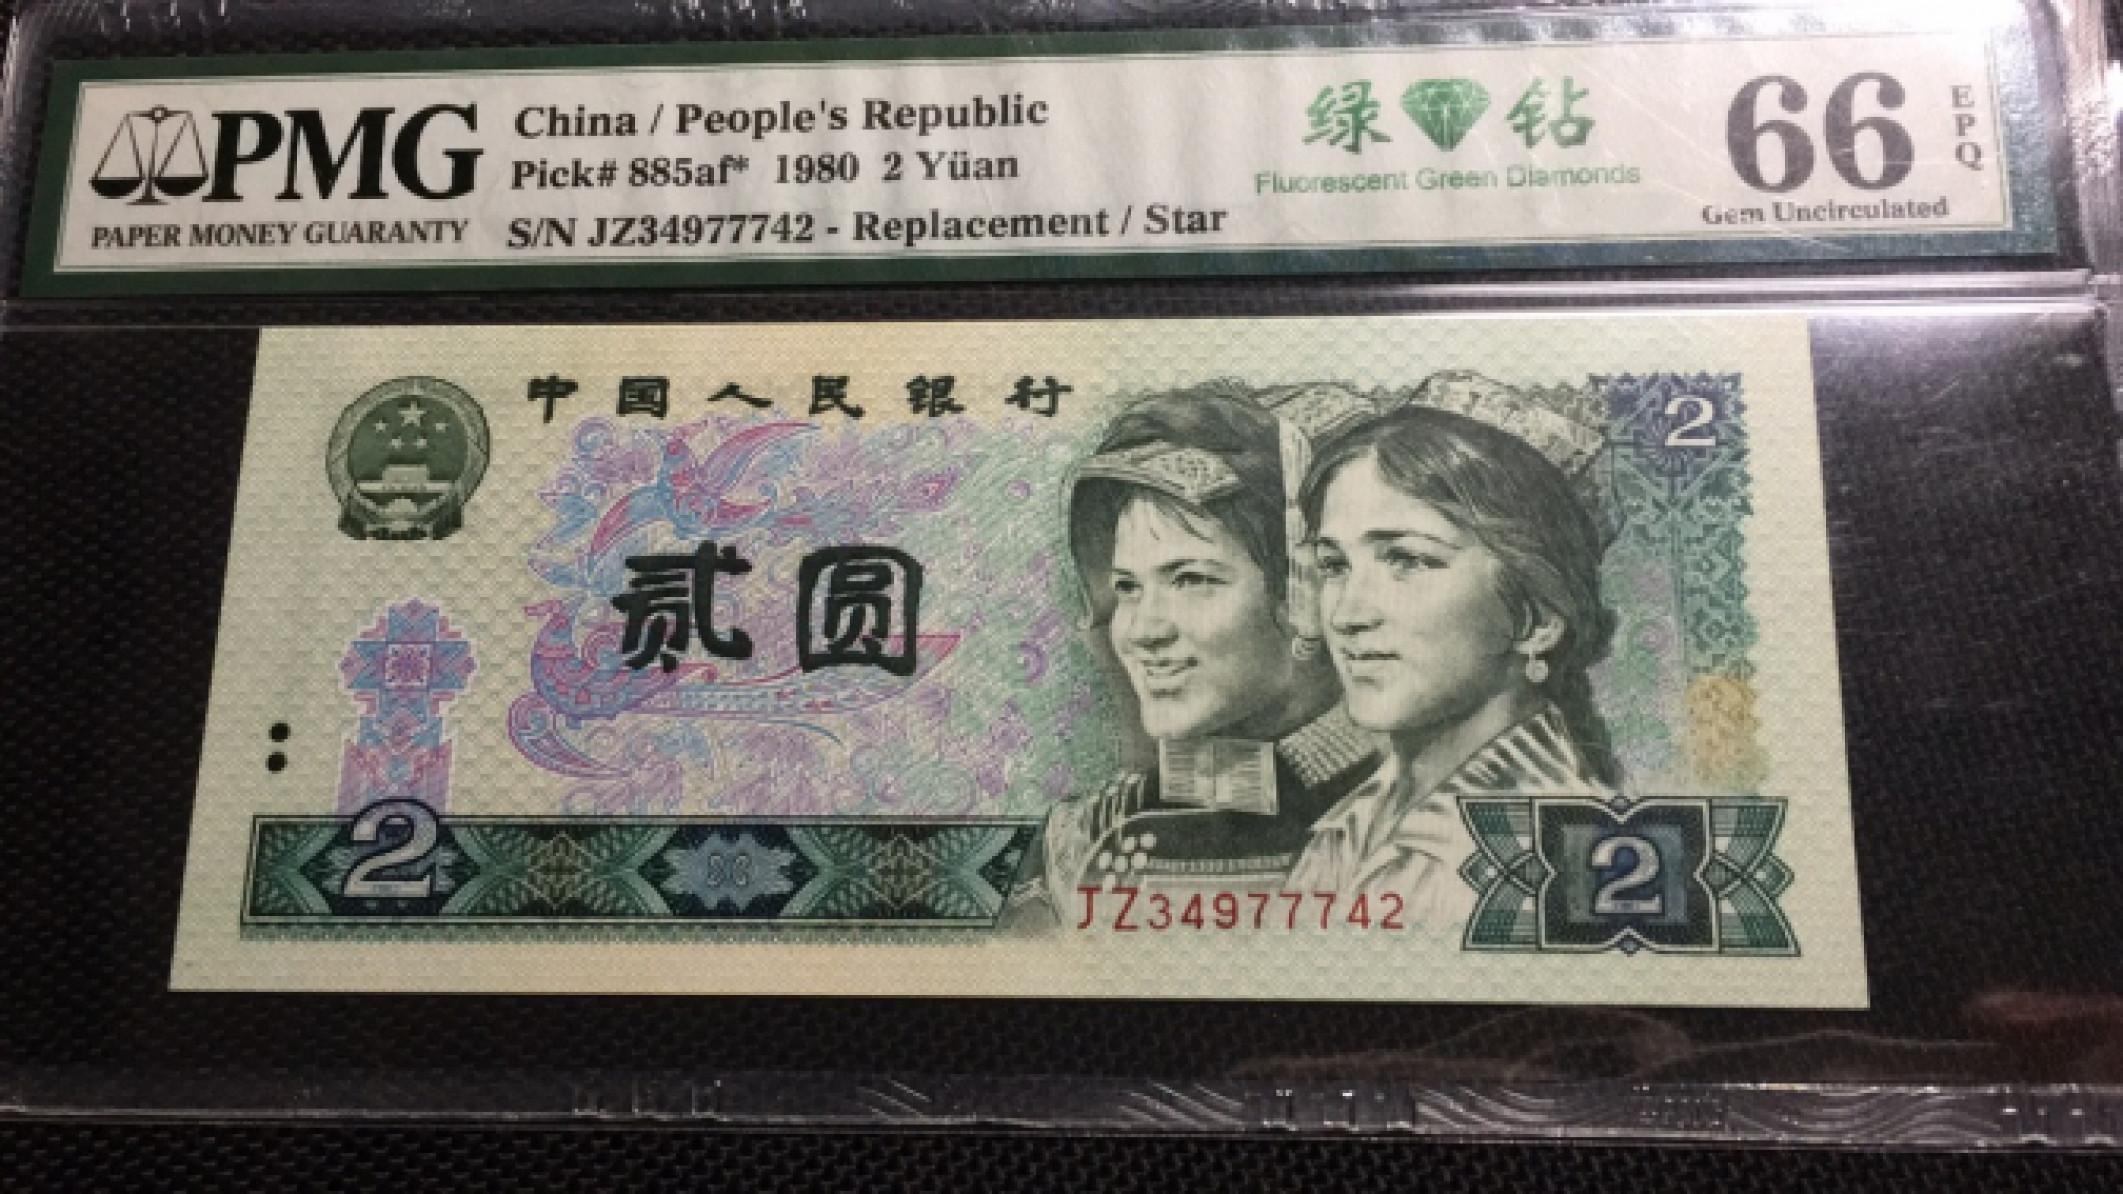 PMG
PAPER MONEY GUARANTY
China / People's Republic
Pick# 885af* 1980 2 Yüan
S/N JZ34977742 - Replacement / Star
绿 钻
Fluorescent Green Diamonds
66
EPQ
Gem Uncirculated
中国人民银行
2
贰圆
2
JZ34977742
2